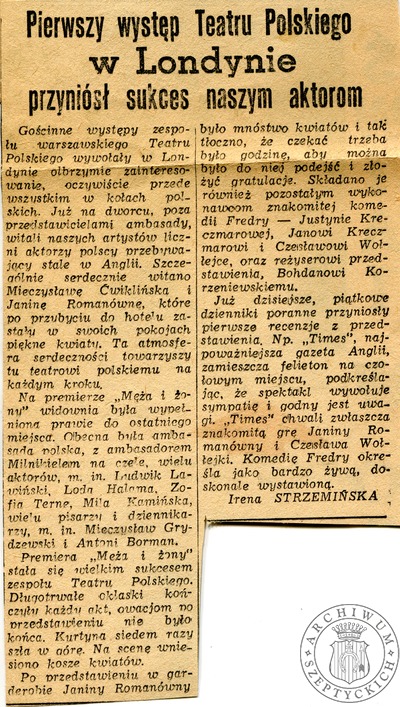 Pierwszy występ Teatru Polskiego
w Londynie
przyniósł sukces naszym aktorom
Gościnne występy zespo-
łu warszawskiego Teatru
Polskiego wywołały w Lon-
dynie olbrzymie zaintereso-
wanie, oczywiście przede
wszystkim w kołach pol-
skich. Już na dworcu, poza
przedstawicielami ambasady,
witali naszych artystów licz-
ni aktorzy polscy przebywa-
jący stale w Anglii. Szcze-
gólnie serdecznie witano
Mieczysławę Ćwiklińską i
Janinę Romanównę, które
po przybyciu do hotelu za-
stały w swoich pokojach
piękne kwiaty. Ta atmosfe-
ra serdeczności towarzyszy
tu teatrowi polskiemu na
każdym kroku.
Na premierze „Męża i żo-
ny" widownia była wypeł-
niona prawie do ostatniego
miejsca. Obecna była amba-
sada polska, z ambasadorem
Milnikielem na czele, wielu
aktorów, m. in. Ludwik Ła-
wiński, Loda Halama, Zo-
fia Terne, Mila Kamińska,
wielu pisarzy i dziennika-
rzy, m. in. Mieczysław Gry-
dzewski i Antoni Borman.
Premiera „Męża i żony"
stała się wielkim sukcesem
zespołu Teatru Polskiego.
Długotrwałe oklaski koń-
czyły każdy akt, owacjom po
przedstawieniu nie było
końca. Kurtyna siedem razy
szła w górę. Na scenę wnie-
siono kosze kwiatów.
Po przedstawieniu w gar-
derobie Janiny Romanówny
było mnóstwo kwiatów i tak
tłoczno, że czekać trzeba
było godzinę, aby można
było do niej podejść i zło-
żyć gratulacje. Składano je
również pozostałym wyko-
nawcom znakomitej kome-
dii Fredry — Justynie Krecz-
marowej, Janowi Krecz-
marowi i Czesławowi Woł-
łejce, oraz reżyserowi przed-
stawienia, Bohdanowi Ko-
rzeniewskiemu.
Już dzisiejsze, piątkowe
dzienniki poranne przyniosły
pierwsze recenzje z przed-
stawienia. Np. „Times", naj-
poważniejsza gazeta Anglii,
zamieszcza felieton na czo-
łowym miejscu, podkreśla-
jąc, że spektakl wywołuje
sympatię i godny jest uwa-
gi. „Times" chwali zwłaszcza
znakomitą grę Janiny Ro-
manówny i Czesława Woł-
łejki. Komedię Fredry okre-
śla jako bardzo żywą, do-
skonale wystawioną.
Irena STRZEMIŃSKA
ARCHIWUM
SZEPTYCKICH